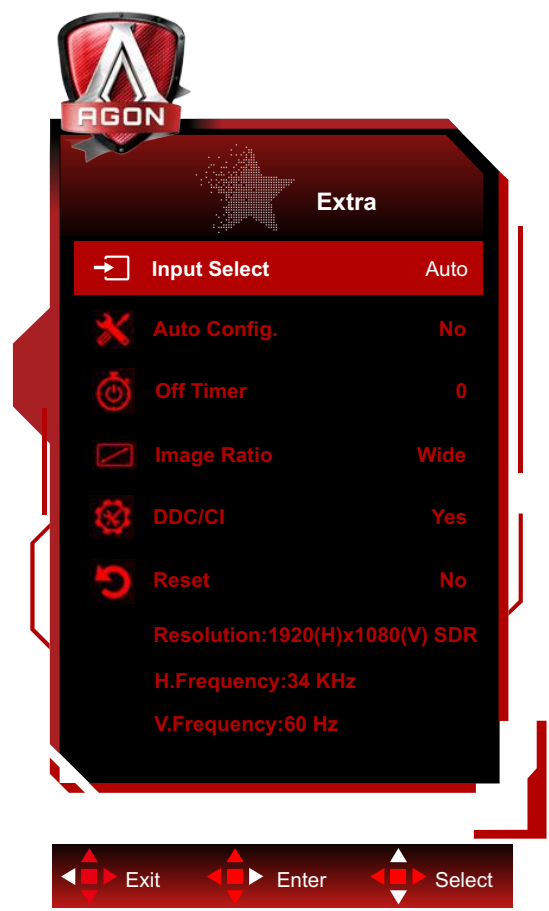 AGON
Extra
Input Select Auto
Auto Config. No
Off Timer 0
Image Ratio Wide
DDC/CI Yes
Reset No
Resolution:1920(H)x1080(V) SDR
H.Frequency:34 KHz
V.Frequency:60 Hz
Exit Enter Select